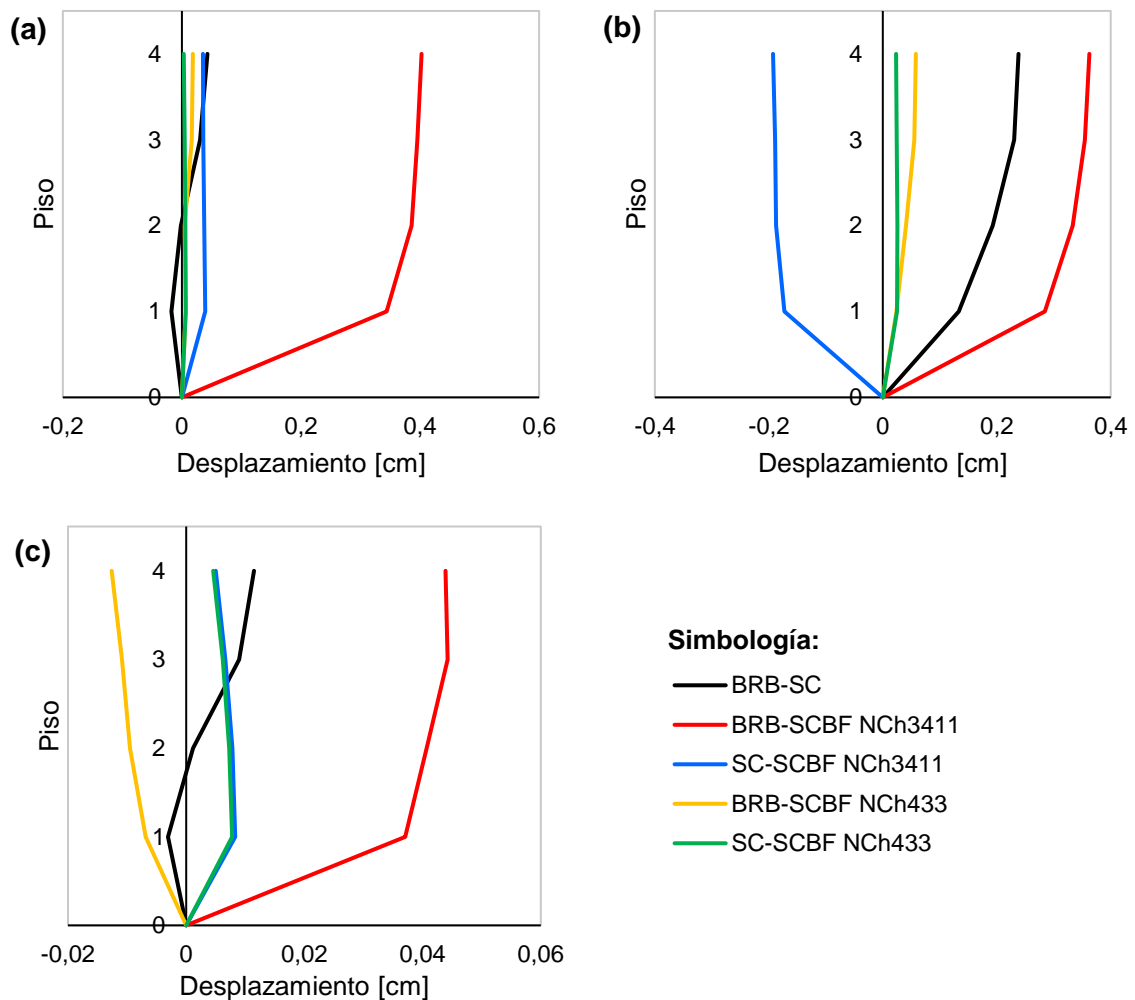 (a)
4
3
2
1
0
Piso
-0,2 0 0,2 0,4 0,6
Desplazamiento [cm]
(b)
4
3
2
1
0
Piso
-0,4 -0,2 0 0,2 0,4
Desplazamiento [cm]
(c)
4
3
2
1
0
Piso
-0,02 0 0,02 0,04 0,06
Desplazamiento [cm]
Simbología:
BRB-SC
BRB-SCBF NCh3411
SC-SCBF NCh3411
BRB-SCBF NCh433
SC-SCBF NCh433